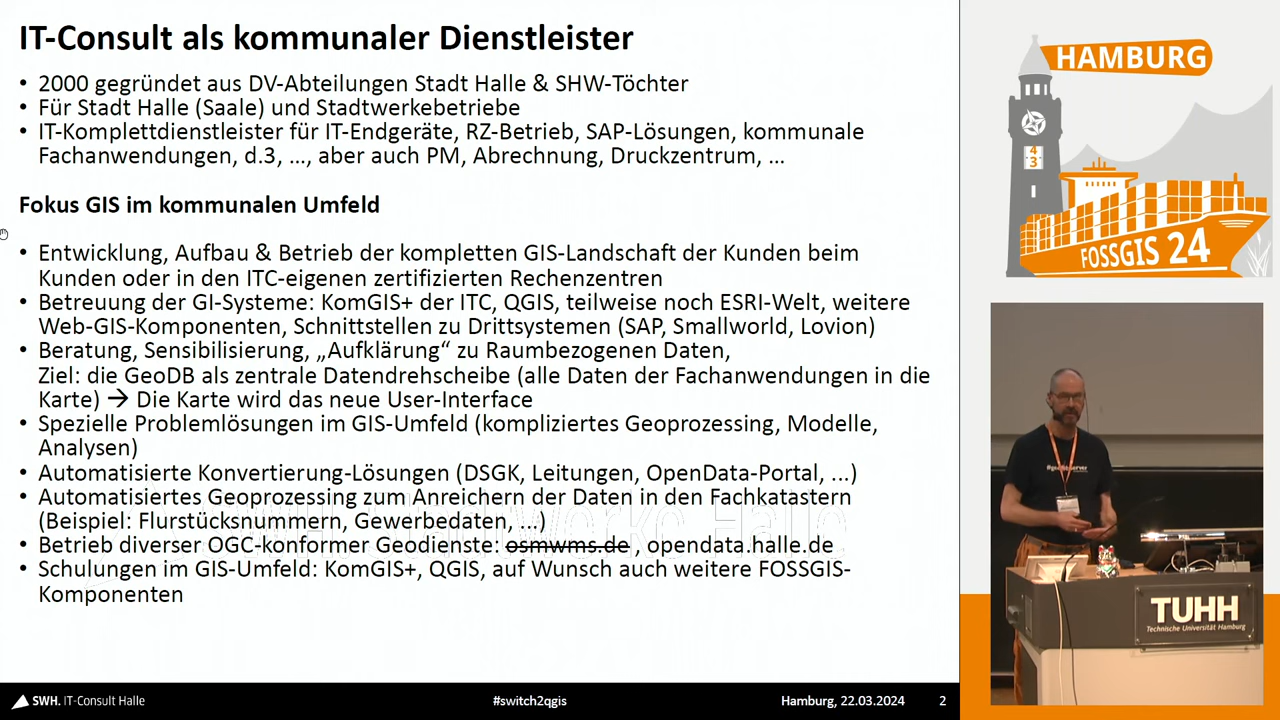 IT-Consult als kommunaler Dienstleister
• 2000 gegründet aus DV-Abteilungen Stadt Halle & SHW-Töchter
• Für Stadt Halle (Saale) und Stadtwerkebetriebe
• IT-Komplettdienstleister für IT-Endgeräte, RZ-Betrieb, SAP-Lösungen, kommunale
Fachanwendungen, d.3, ..., aber auch PM, Abrechnung, Druckzentrum, ...
Fokus GIS im kommunalen Umfeld
• Entwicklung, Aufbau & Betrieb der kompletten GIS-Landschaft der Kunden beim
Kunden oder in den ITC-eigenen zertifizierten Rechenzentren
• Betreuung der GI-Systeme: KomGIS+ der ITC, QGIS, teilweise noch ESRI-Welt, weitere
Web-GIS-Komponenten, Schnittstellen zu Drittsystemen (SAP, Smallworld, Lovion)
• Beratung, Sensibilisierung, „Aufklärung“ zu Raumbezogenen Daten,
Ziel: die GeoDB als zentrale Datendrehscheibe (alle Daten der Fachanwendungen in die
Karte) → Die Karte wird das neue User-Interface
• Spezielle Problemlösungen im GIS-Umfeld (kompliziertes Geoprozessing, Modelle,
Analysen)
• Automatisierte Konvertierung-Lösungen (DSGK, Leitungen, OpenData-Portal, ...)
• Automatisiertes Geoprozessing zum Anreichern der Daten in den Fachkatastern
(Beispiel: Flurstücksnummern, Gewerbedaten, ...)
• Betrieb diverser OGC-konformer Geodienste: osmwms.de , opendata.halle.de
• Schulungen im GIS-Umfeld: KomGIS+, QGIS, auf Wunsch auch weitere FOSSGIS-
Komponenten
SWH. Stadtwerke Halle
SWH. IT-Consult Halle
#switch2qgis
Hamburg, 22.03.2024
2
HAMBURG
4
3
FOSSGIS 24
TUHH
Technische Universität Hamburg